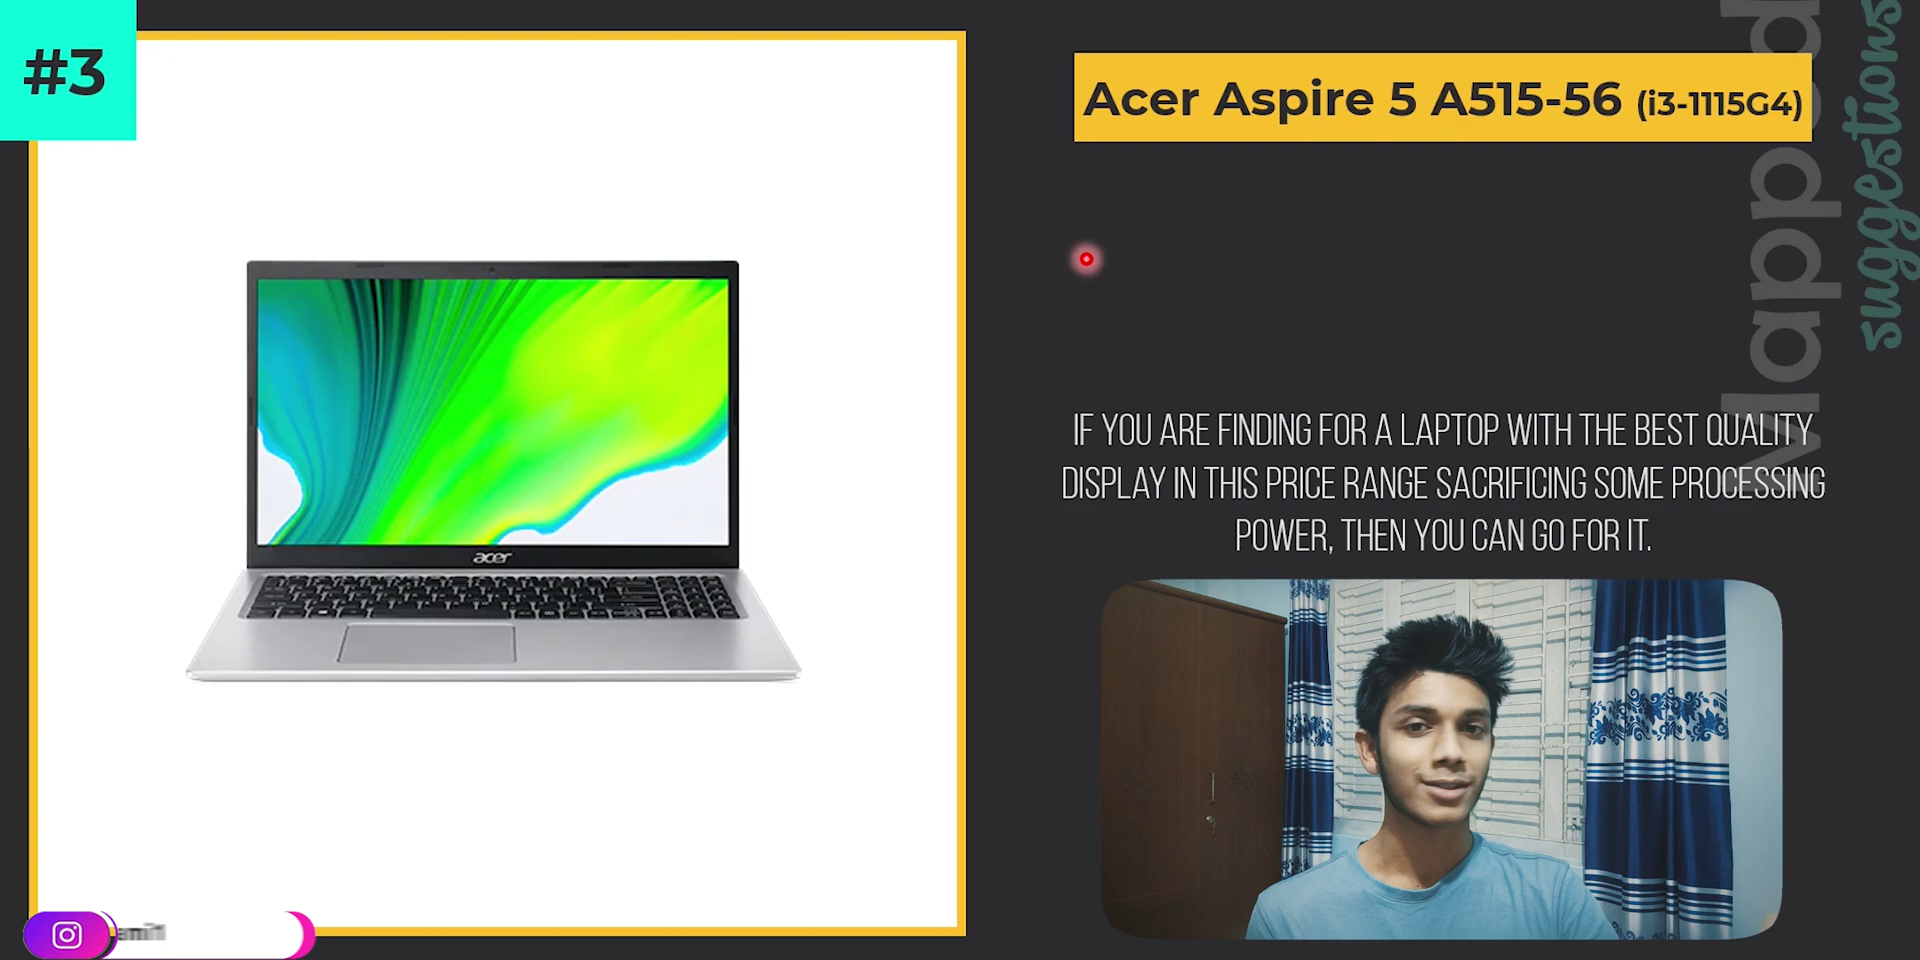 #3
Acer Aspire 5 A515-56 (i3-1115G4)
suggestions
IF YOU ARE FINDING FOR A LAPTOP WITH THE BEST QUALITY
DISPLAY IN THIS PRICE RANGE SACRIFICING SOME PROCESSING
POWER, THEN YOU CAN GO FOR IT.
acer